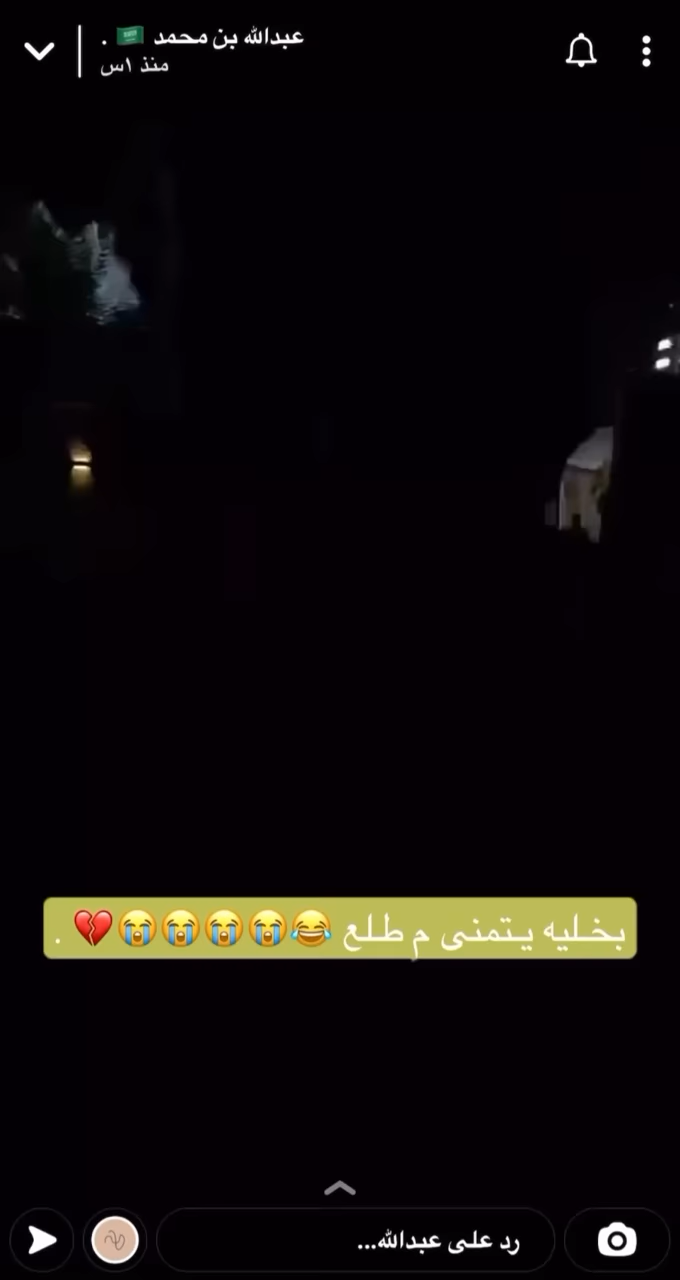 عبدالله بن محمد 🇸🇦 .
منذ ١س
بخليه يتمنى م طلع 😂😭😭😭😭💔 .
رد على عبدالله...